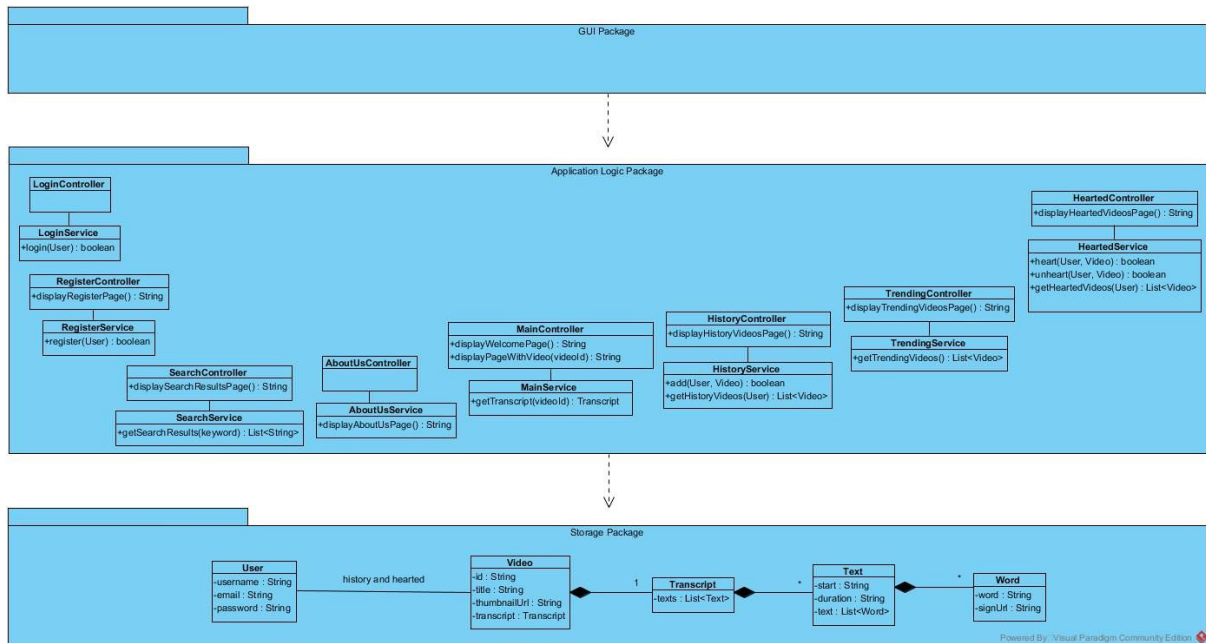 GUI Package
Application Logic Package
LoginController
LoginService
+login(User) : boolean
RegisterController
+displayRegisterPage() : String
RegisterService
+register(User) : boolean
SearchController
+displaySearchResultsPage() : String
SearchService
+getSearchResults(keyword) : List<String>
AboutUsController
AboutUsService
+displayAboutUsPage() : String
MainController
+displayWelcomePage() : String
+displayPageWithVideo(videoId) : String
MainService
+getTranscript(videoId) : Transcript
HistoryController
+displayHistoryVideosPage() : String
HistoryService
+add(User, Video) : boolean
+getHistoryVideos(User) : List<Video>
TrendingController
+displayTrendingVideosPage() : String
TrendingService
+getTrendingVideos() : List<Video>
HeartedController
+displayHeartedVideosPage() : String
HeartedService
+heart(User, Video) : boolean
+unheart(User, Video) : boolean
+getHeartedVideos(User) : List<Video>
Storage Package
User
-username : String
-email : String
-password : String
history and hearted
Video
-id : String
-title : String
-thumbnailUrl : String
-transcript : Transcript
1
Transcript
-texts : List<Text>
*
Text
-start : String
-duration : String
-text : List<Word>
*
Word
-word : String
-signUrl : String
Powered By Visual Paradigm Community Edition